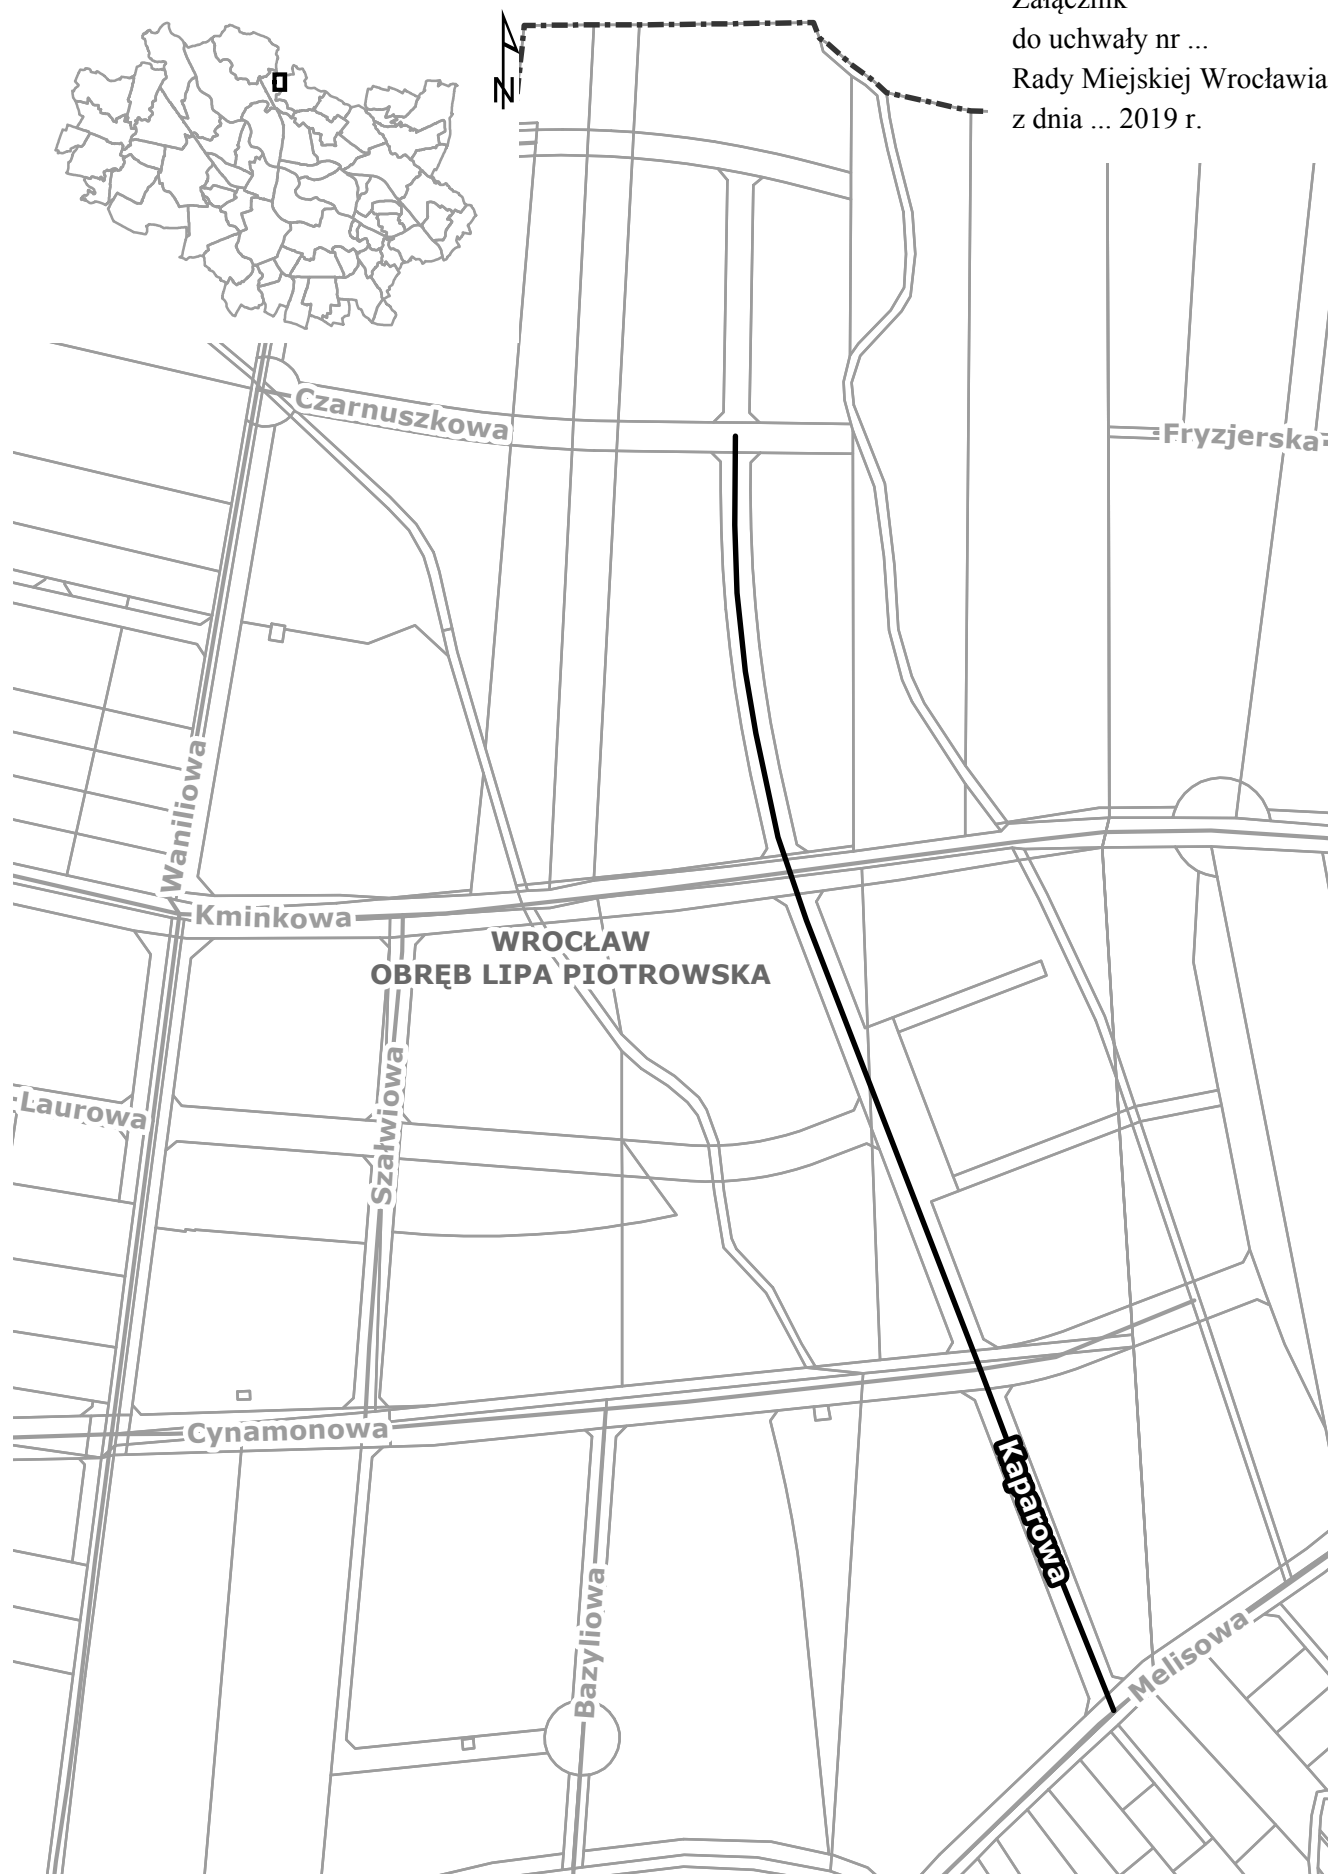 Załącznik
do uchwały nr ...
Rady Miejskiej Wrocławia
z dnia ... 2019 r.
N
Czarnuszkowa
Fryzjerska
Waniliowa
Kminkowa
WROCŁAW
OBRĘB LIPA PIOTROWSKA
Szałwiowa
Laurowa
Cynamonowa
Kaparowa
Bazyliowa
Melisowa